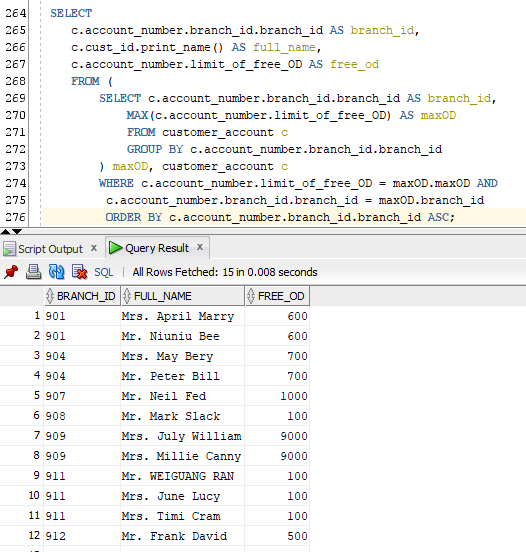 264 SELECT
265 c.account_number.branch_id.branch_id AS branch_id,
266 c.cust_id.print_name() AS full_name,
267 c.account_number.limit_of_free_OD AS free_od
268 FROM (
269 SELECT c.account_number.branch_id.branch_id AS branch_id,
270 MAX(c.account_number.limit_of_free_OD) AS maxOD
271 FROM customer_account c
272 GROUP BY c.account_number.branch_id.branch_id
273 ) maxOD, customer_account c
274 WHERE c.account_number.limit_of_free_OD = maxOD.maxOD AND
275 c.account_number.branch_id.branch_id = maxOD.branch_id
276 ORDER BY c.account_number.branch_id.branch_id ASC;
Script Output x Query Result x
SQL | All Rows Fetched: 15 in 0.008 seconds
BRANCH_ID FULL_NAME FREE_OD
1 901 Mrs. April Marry 600
2 901 Mr. Niuniu Bee 600
3 904 Mrs. May Bery 700
4 904 Mr. Peter Bill 700
5 907 Mr. Neil Fed 1000
6 908 Mr. Mark Slack 100
7 909 Mrs. July William 9000
8 909 Mrs. Millie Canny 9000
9 911 Mr. WEIGUANG RAN 100
10 911 Mrs. June Lucy 100
11 911 Mrs. Timi Cram 100
12 912 Mr. Frank David 500